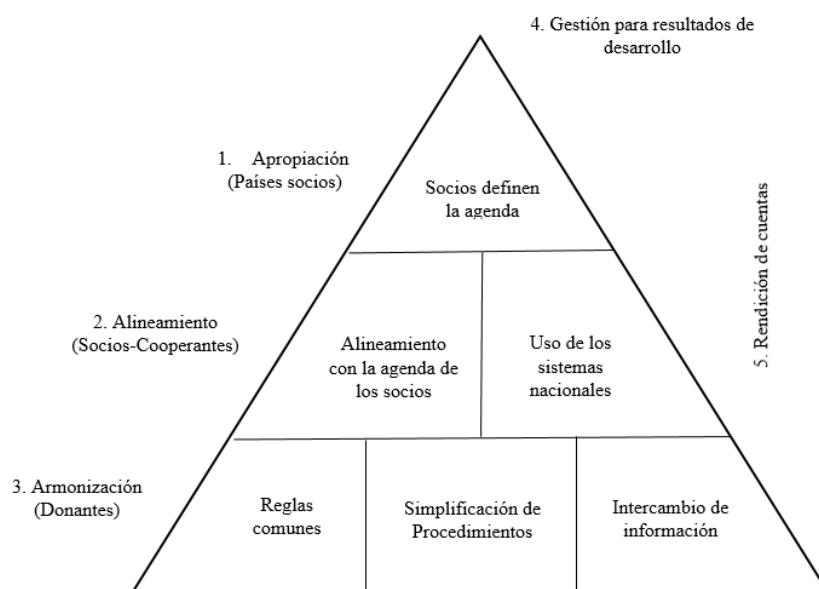 4. Gestión para resultados de
desarrollo
1. Apropiación
(Países socios)
Socios definen
la agenda
2. Alineamiento
(Socios-Cooperantes)
Alineamiento
con la agenda de
los socios
Uso de los
sistemas
nacionales
5. Rendición de cuentas
3. Armonización
(Donantes)
Reglas
comunes
Simplificación de
Procedimientos
Intercambio de
información